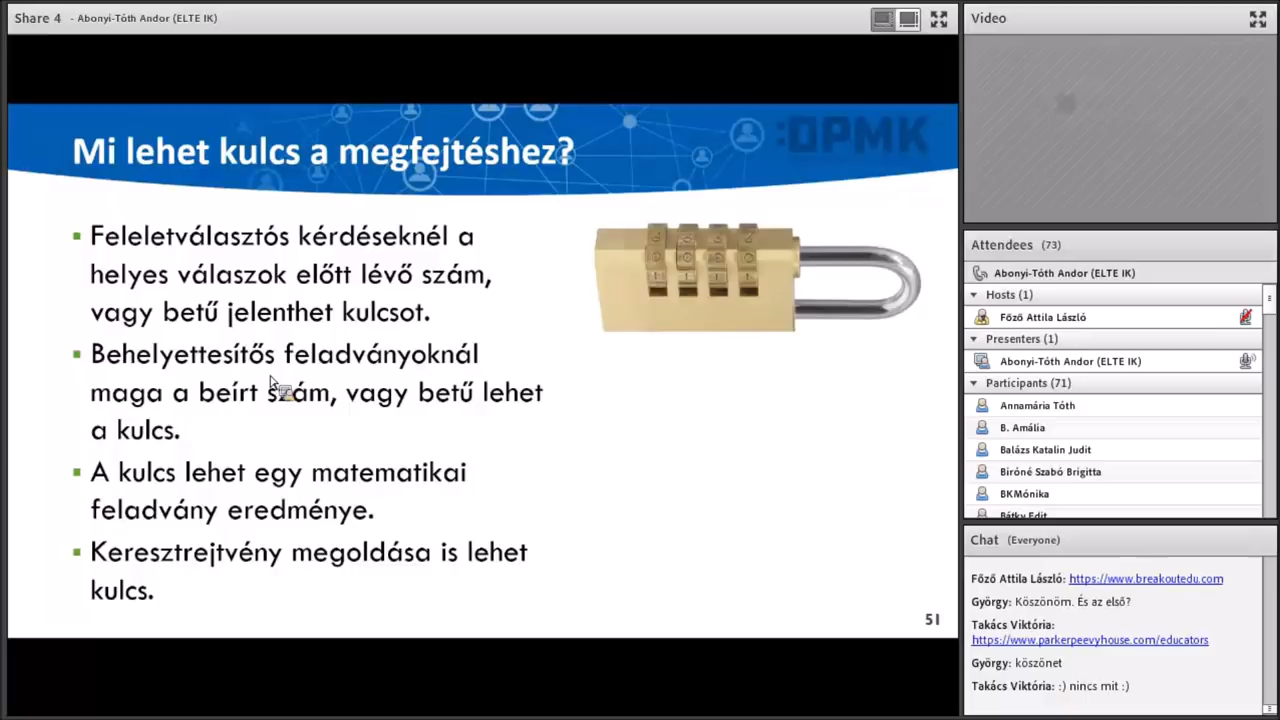 Share 4 - Abonyi-Tóth Andor (ELTE IK)
:OPMK
Mi lehet kulcs a megfejtéshez?
▪ Feleletválasztós kérdéseknél a
helyes válaszok előtt lévő szám,
vagy betű jelenthet kulcsot.
▪ Behelyettesítős feladványoknál
maga a beírt szám, vagy betű lehet
a kulcs.
▪ A kulcs lehet egy matematikai
feladvány eredménye.
▪ Keresztrejtvény megoldása is lehet
kulcs.
51
Video
Attendees (73)
Abonyi-Tóth Andor (ELTE IK)
Hosts (1)
Főző Attila László
Presenters (1)
Abonyi-Tóth Andor (ELTE IK)
Participants (71)
Annamária Tóth
B. Amália
Balázs Katalin Judit
Biróné Szabó Brigitta
BKMónika
Bátky Edit
Chat (Everyone)
Főző Attila László: https://www.breakoutedu.com
György: Köszönöm. És az első?
Takács Viktória:
https://www.parkerpeevyhouse.com/educators
György: köszönet
Takács Viktória: :) nincs mit :)